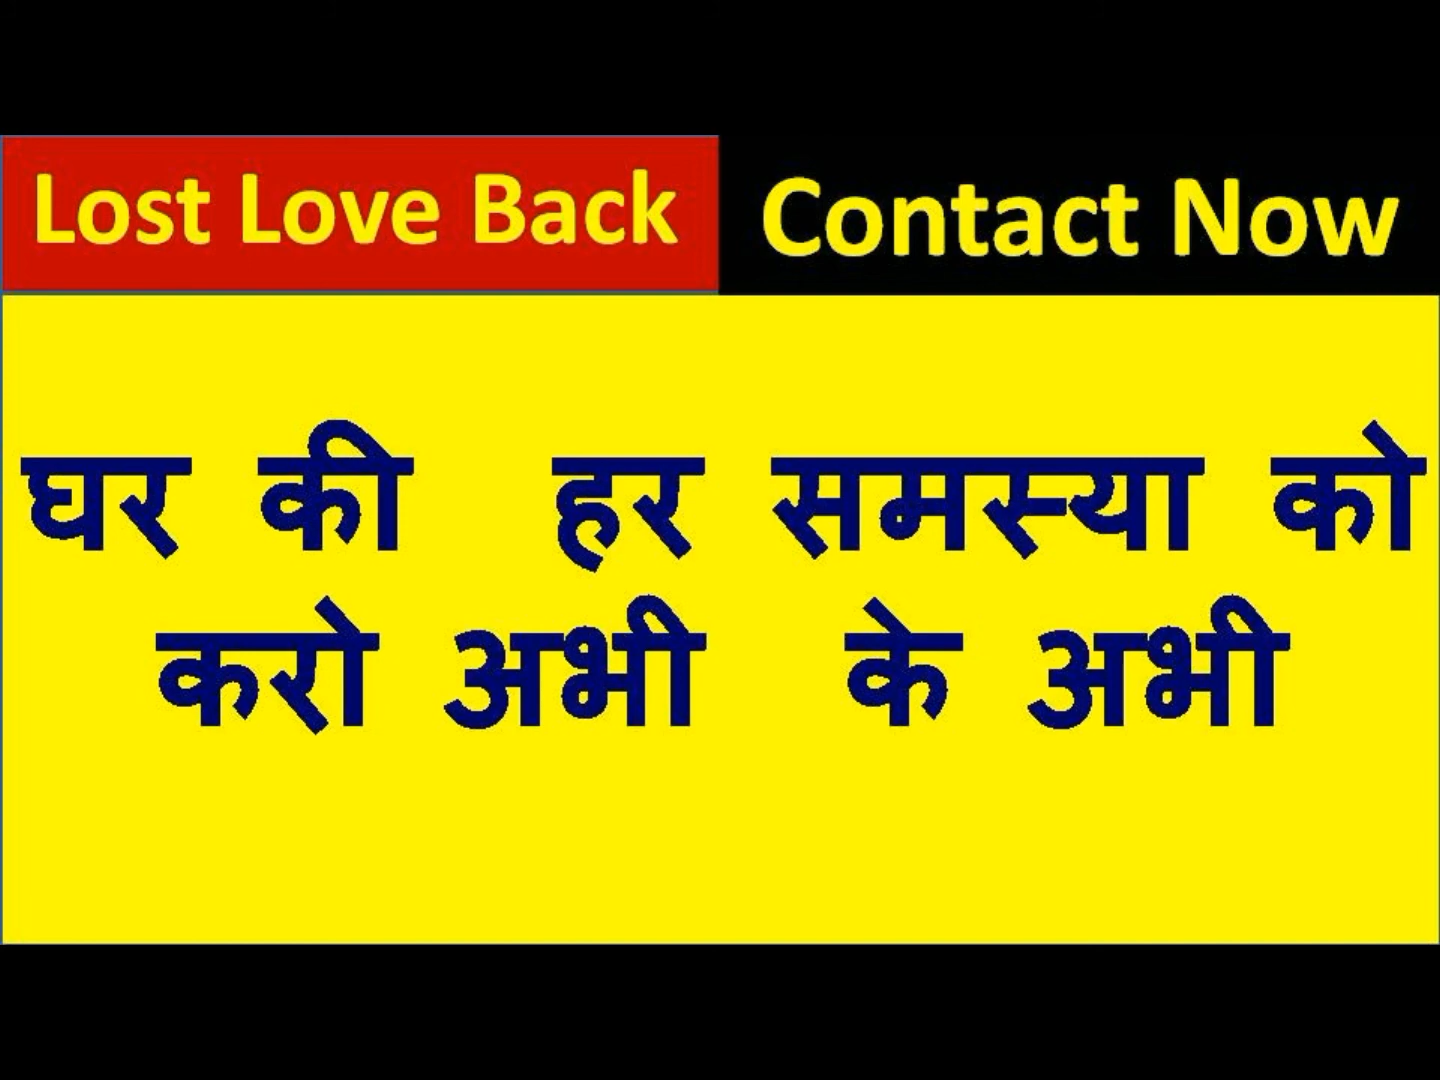 Lost Love Back
Contact Now
घर की हर समस्या को
करो अभी के अभी